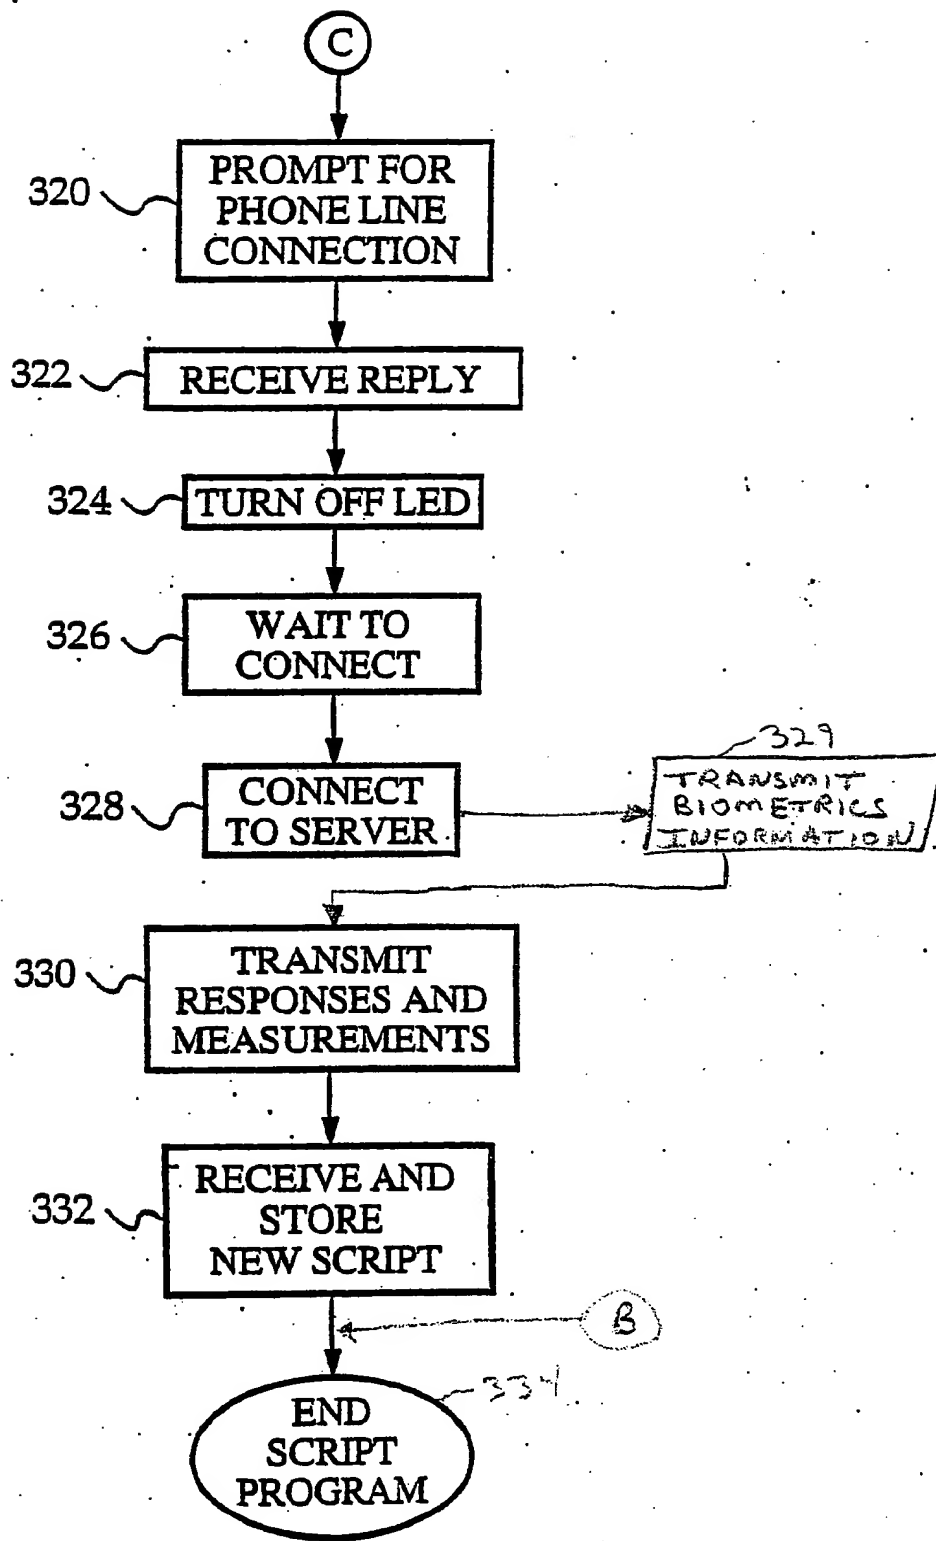 C
320
PROMPT FOR
PHONE LINE
CONNECTION
322
RECEIVE REPLY
324
TURN OFF LED
326
WAIT TO
CONNECT
328
CONNECT
TO SERVER
329
TRANSMIT
BIOMETRICS
INFORMATION
330
TRANSMIT
RESPONSES AND
MEASUREMENTS
332
RECEIVE AND
STORE
NEW SCRIPT
B
334
END
SCRIPT
PROGRAM